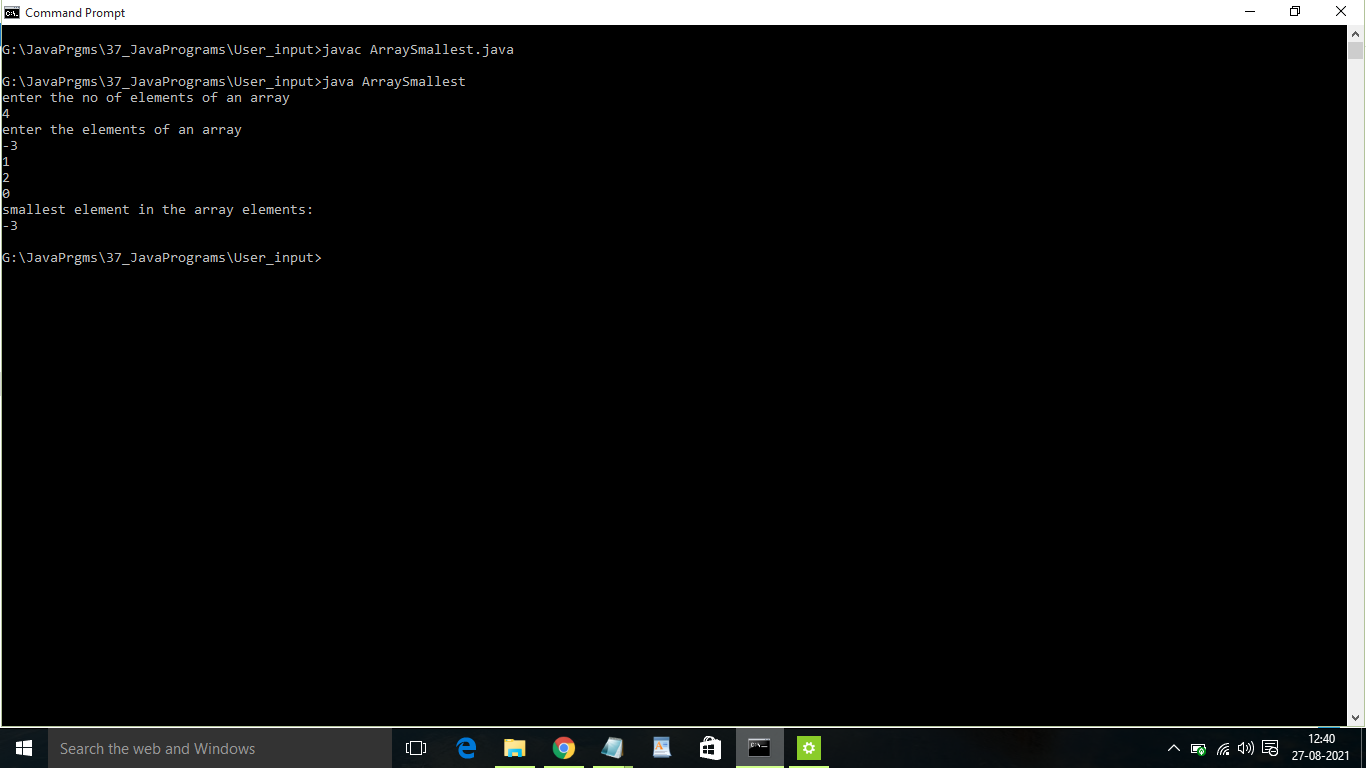 Command Prompt
G:\JavaPrgms\37_JavaPrograms\User_input>javac ArraySmallest.java
G:\JavaPrgms\37_JavaPrograms\User_input>java ArraySmallest
enter the no of elements of an array
4
enter the elements of an array
-3
1
2
0
smallest element in the array elements:
-3
G:\JavaPrgms\37_JavaPrograms\User_input>
Search the web and Windows
12:40
27-08-2021